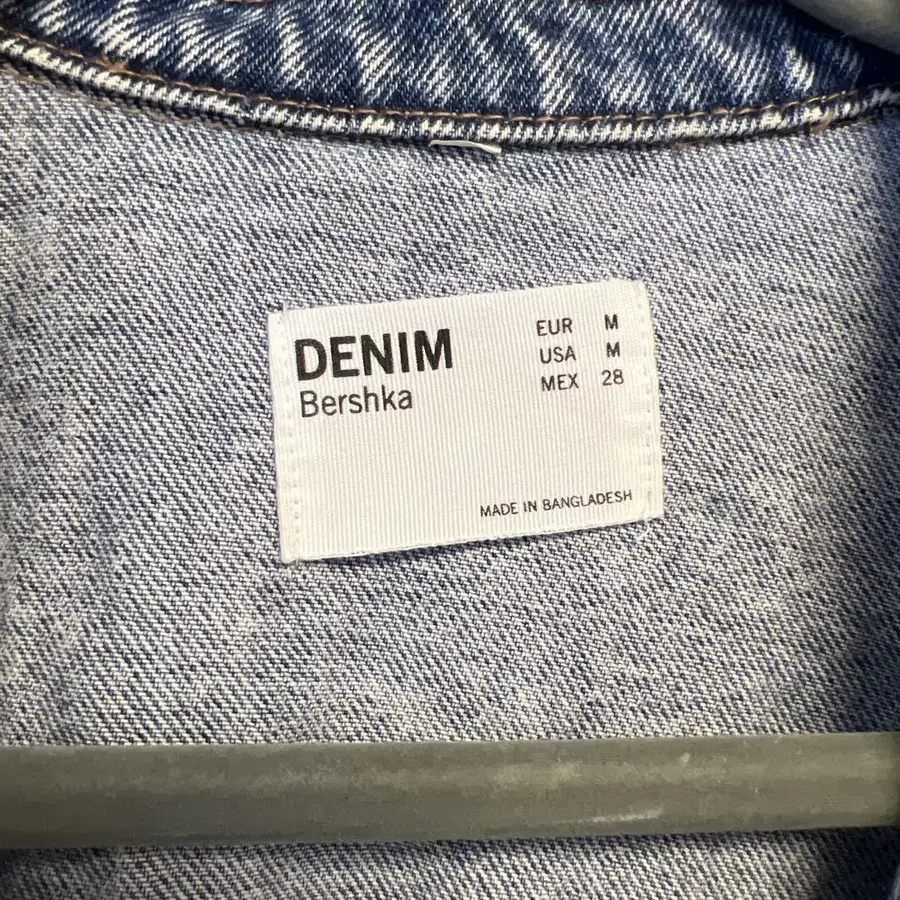 DENIM
Bershka
EUR M
USA M
MEX 28
MADE IN BANGLADESH